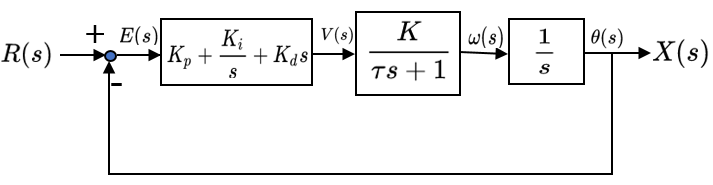 R(s) + - E(s) K_p + K_i/s + K_d s V(s) K/(τs + 1) ω(s) 1/s θ(s) X(s)